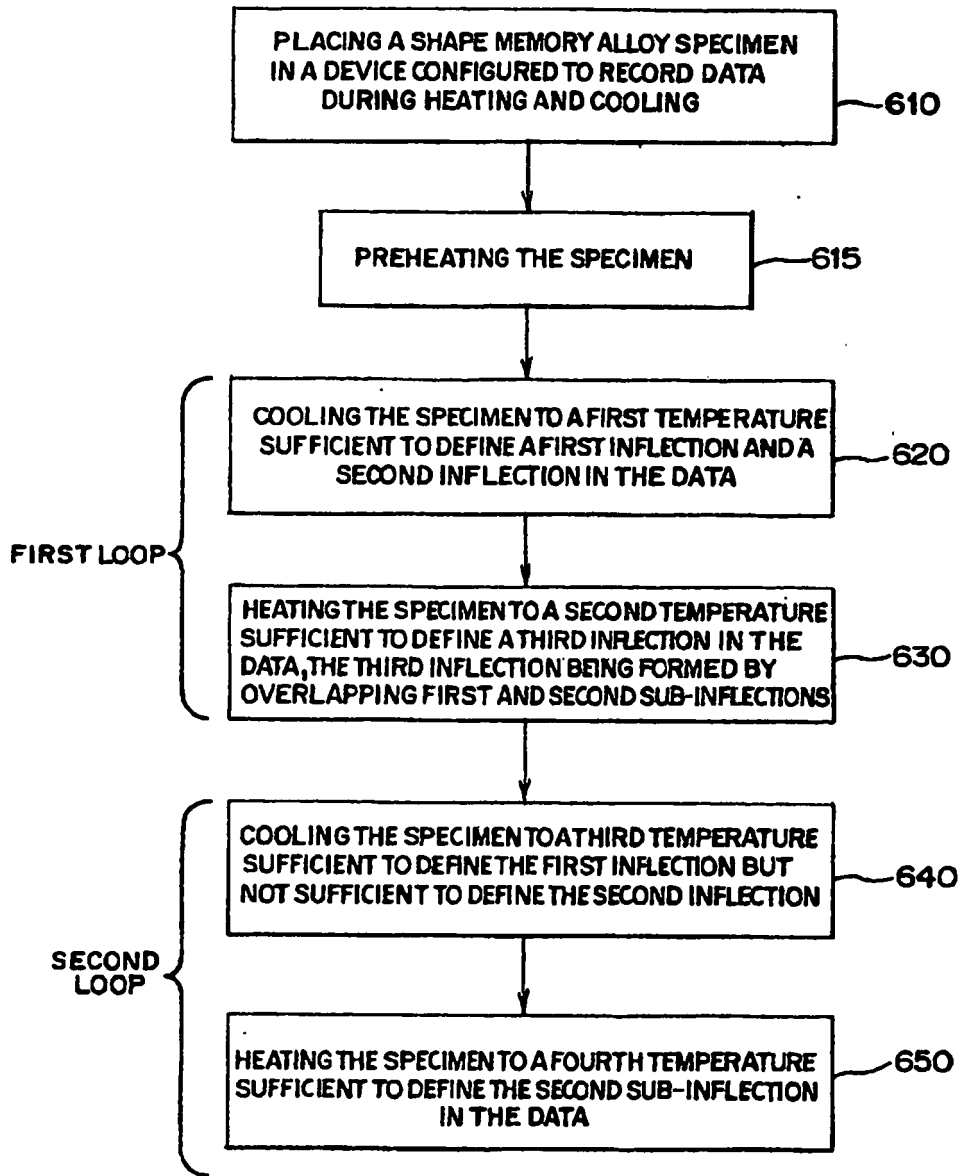 PLACING A SHAPE MEMORY ALLOY SPECIMEN
IN A DEVICE CONFIGURED TO RECORD DATA
DURING HEATING AND COOLING
610
PREHEATING THE SPECIMEN
615
FIRST LOOP
COOLING THE SPECIMEN TO A FIRST TEMPERATURE
SUFFICIENT TO DEFINE A FIRST INFLECTION AND A
SECOND INFLECTION IN THE DATA
620
HEATING THE SPECIMEN TO A SECOND TEMPERATURE
SUFFICIENT TO DEFINE A THIRD INFLECTION IN THE
DATA, THE THIRD INFLECTION BEING FORMED BY
OVERLAPPING FIRST AND SECOND SUB-INFLECTIONS
630
SECOND
LOOP
COOLING THE SPECIMEN TO A THIRD TEMPERATURE
SUFFICIENT TO DEFINE THE FIRST INFLECTION BUT
NOT SUFFICIENT TO DEFINE THE SECOND INFLECTION
640
HEATING THE SPECIMEN TO A FOURTH TEMPERATURE
SUFFICIENT TO DEFINE THE SECOND SUB-INFLECTION
IN THE DATA
650